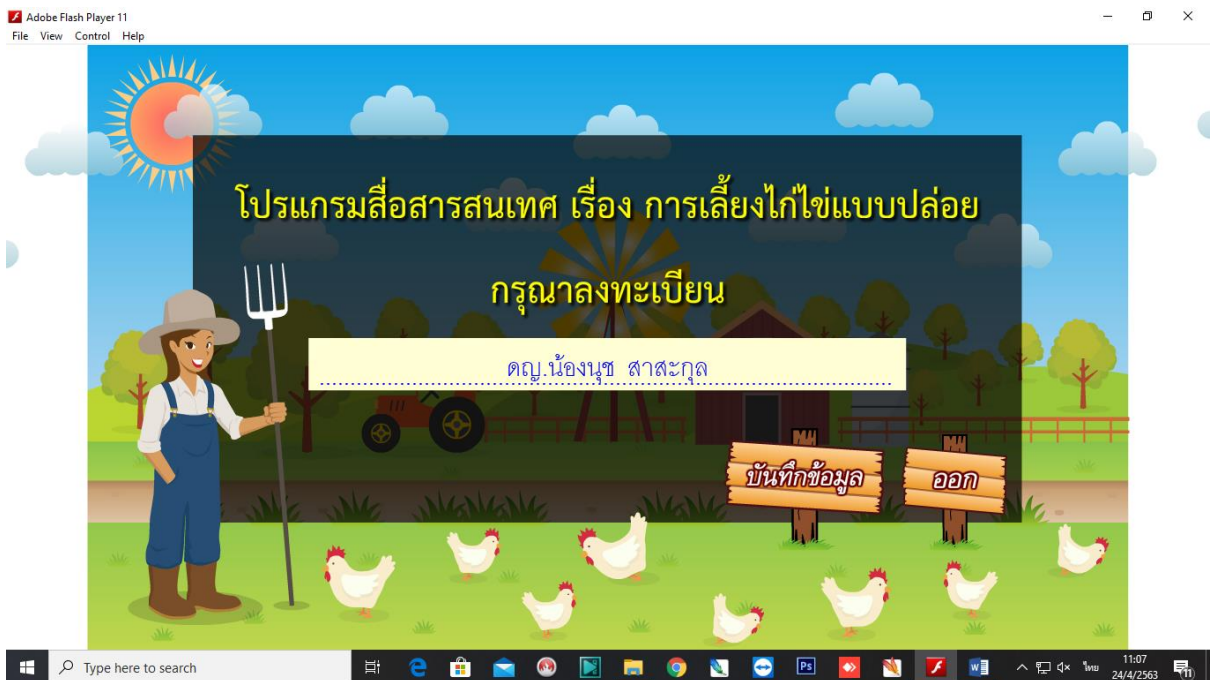 Adobe Flash Player 11
File View Control Help
โปรแกรมสื่อสารสนเทศ เรื่อง การเลี้ยงไก่ไข่แบบปล่อย
กรุณาลงทะเบียน
ดญ.น้องนุช สาสะกุล
บันทึกข้อมูล
ออก
Type here to search
Ps
ไทย
11:07
24/4/2563
11